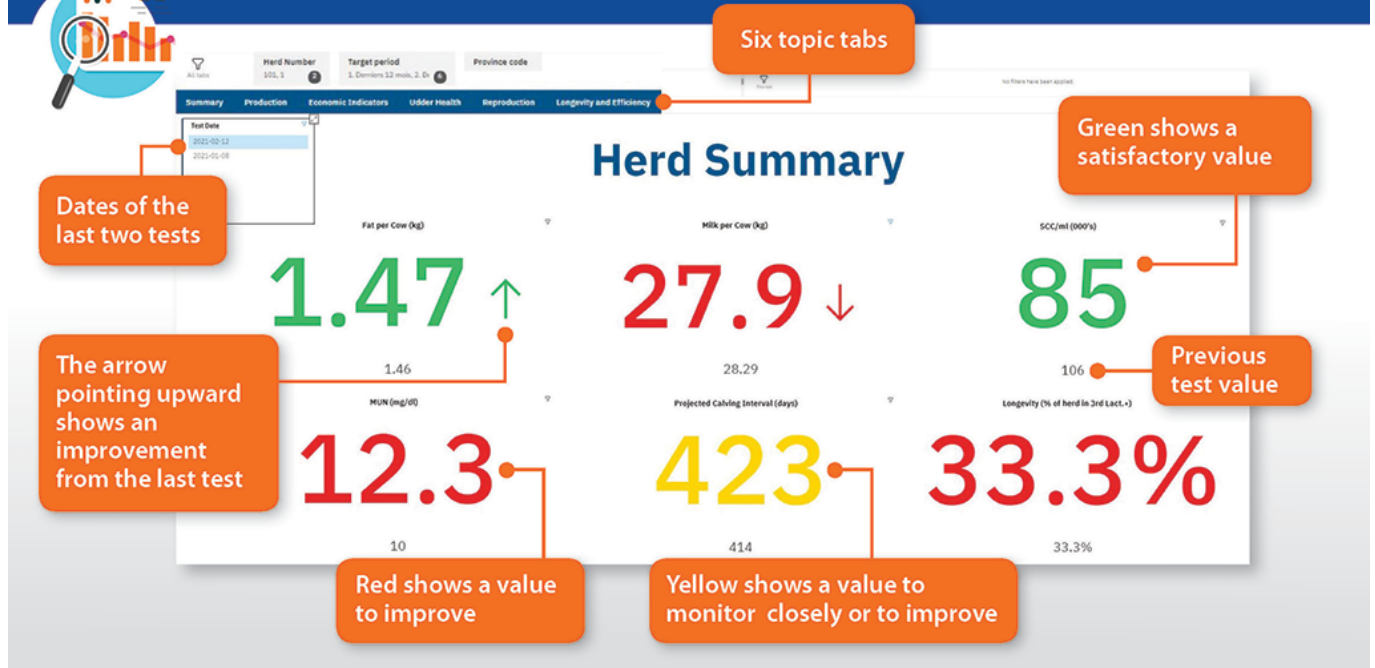 Six topic tabs
Herd Number
Target period
Province code
All tabs
101, 1
2
1. Derniers 12 mois, 2. De
6
No filters have been applied.
Summary Production Economic Indicators Udder Health Reproduction Longevity and Efficiency
Test Date
2021-02-12
2021-01-08
Herd Summary
Green shows a
satisfactory value
Dates of the
last two tests
Fat per Cow (kg)
Milk per Cow (kg)
SCC/ml (000's)
1.47 ↑
27.9 ↓
85
1.46
28.29
106
The arrow
pointing upward
shows an
improvement
from the last test
Previous
test value
MUN (mg/dl)
Projected Calving Interval (days)
Longevity (% of herd in 3rd Lact.+)
12.3
423
33.3%
10
414
33.3%
Red shows a value
to improve
Yellow shows a value to
monitor closely or to improve